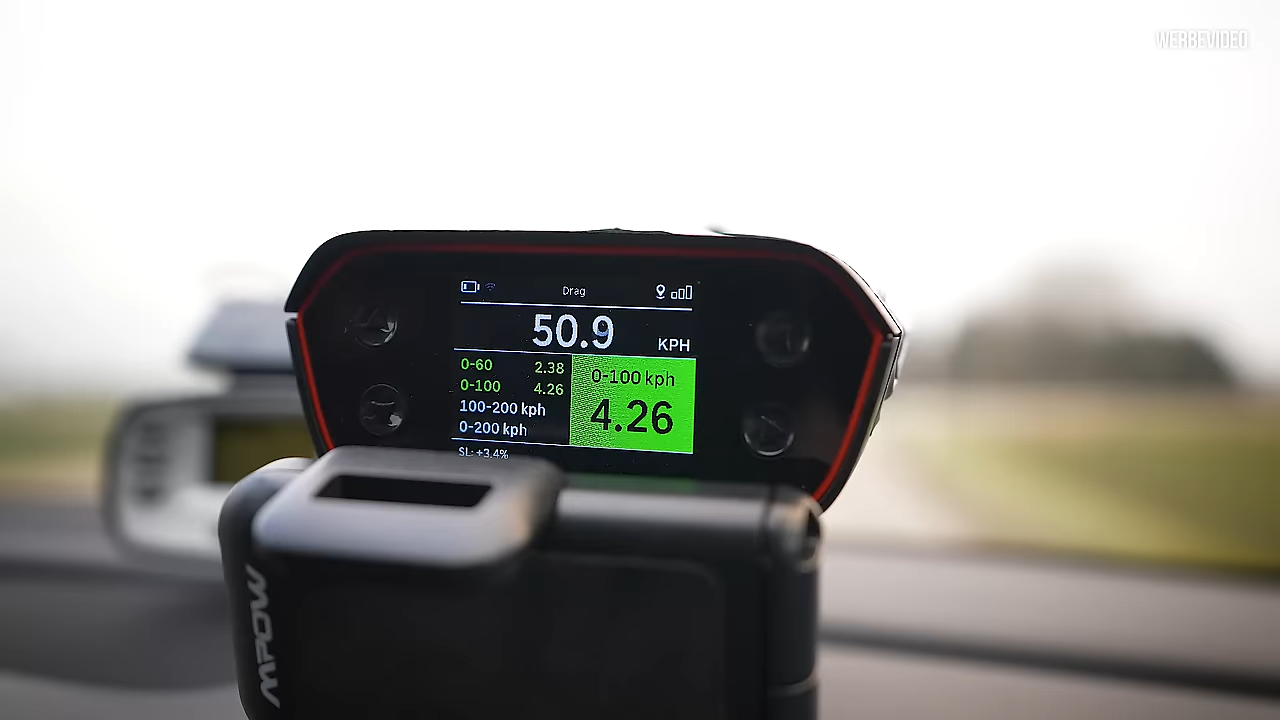 WERBEVIDEO
Drag
50.9 KPH
0-60 2.38
0-100 4.26
100-200 kph
0-200 kph
SL: +3.4%
0-100 kph
4.26
MPOW